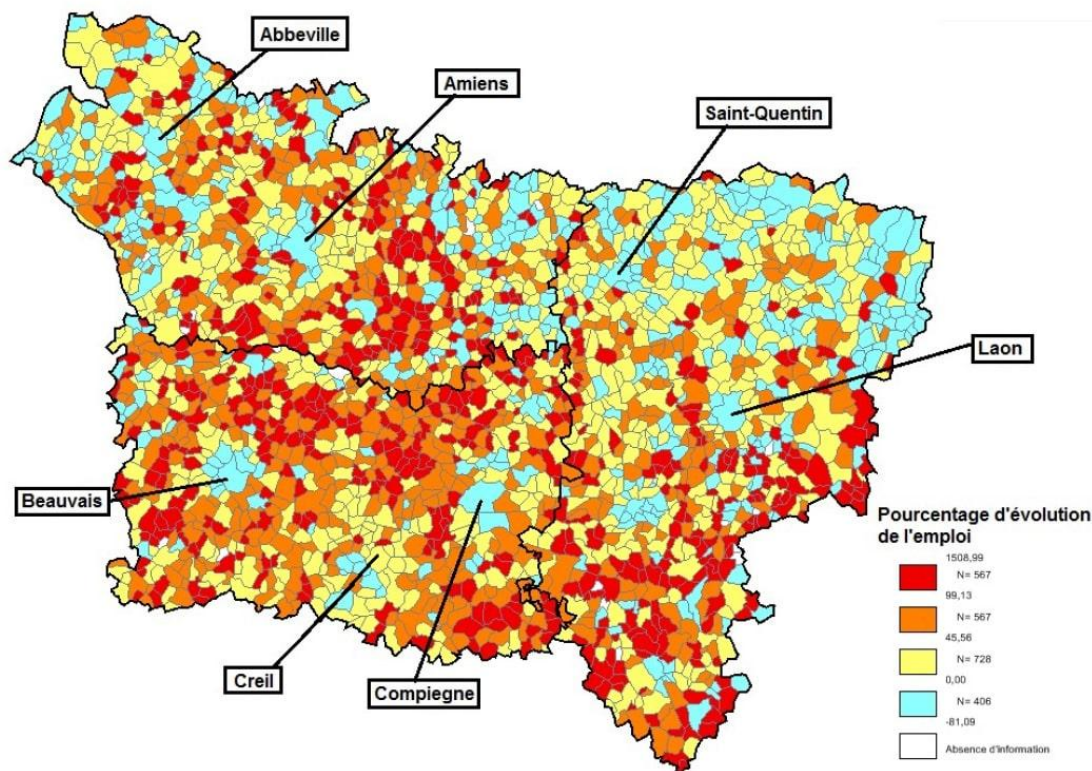 Abbeville
Amiens
Saint-Quentin
Laon
Beauvais
Creil
Compiegne
Pourcentage d'évolution
de l'emploi
1508,99
N= 567
99,13
N= 567
45,56
N= 728
0,00
N= 406
-81,09
Absence d'Information